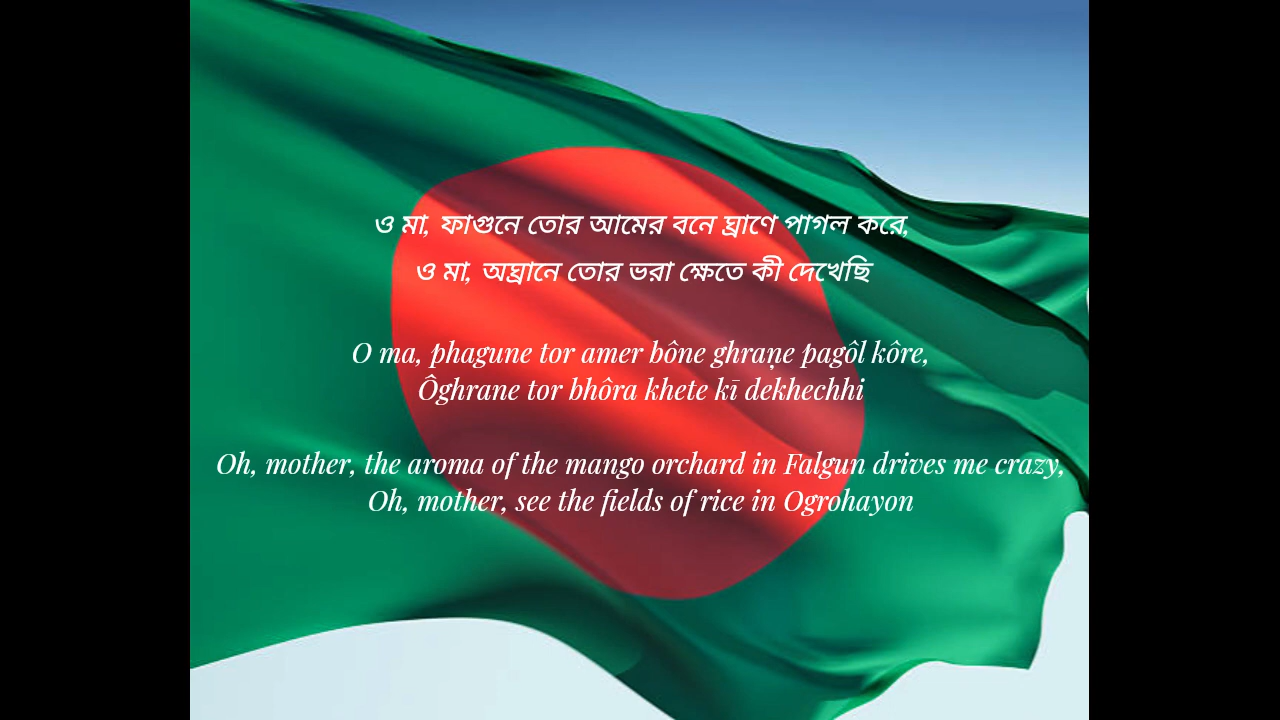 ও মা, ফাগুনে তোর আমের বনে ঘ্রাণে পাগল করে,
ও মা, অঘ্রানে তোর ভরা ক্ষেতে কী দেখেছি
O ma, phagune tor amer bône ghraṇe pagôl kôre,
Ôghrane tor bhôra khete kī dekhechhi
Oh, mother, the aroma of the mango orchard in Falgun drives me crazy,
Oh, mother, see the fields of rice in Ogrohayon